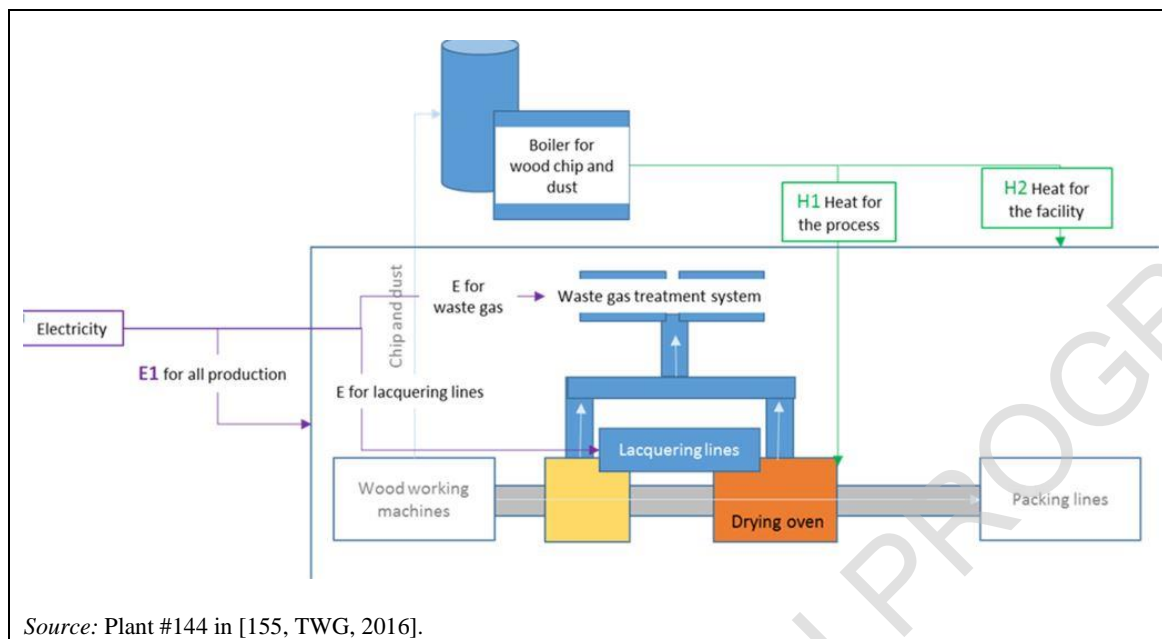 Boiler for
wood chip and
dust
H1 Heat for
the process
H2 Heat for
the facility
Chip and dust
E for
waste gas
Waste gas treatment system
Electricity
E1 for all production
E for lacquering lines
Lacquering lines
Wood working
machines
Drying oven
Packing lines
Source: Plant #144 in [155, TWG, 2016].